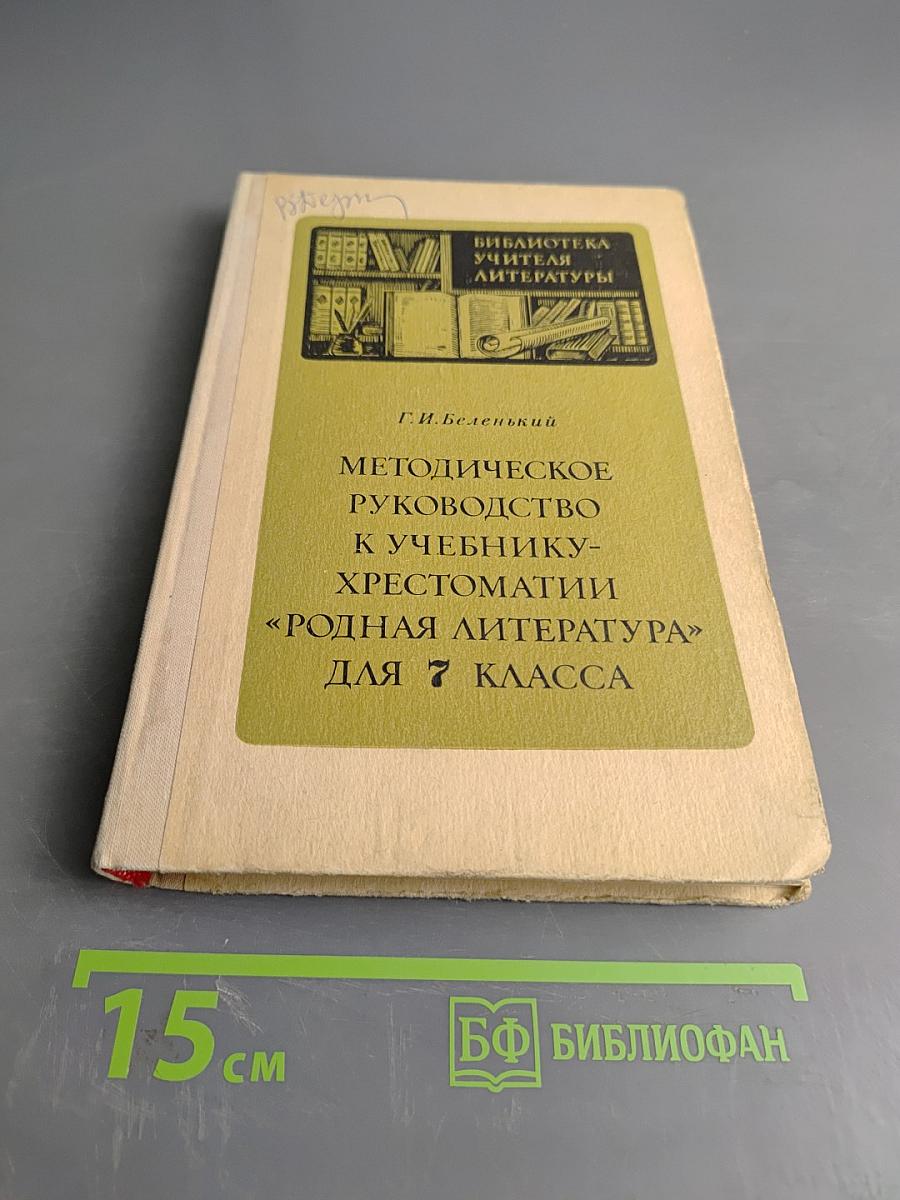 БИБЛИОТЕКА
УЧИТЕЛЯ
ЛИТЕРАТУРЫ
Г.И.Беленький
МЕТОДИЧЕСКОЕ
РУКОВОДСТВО
К УЧЕБНИКУ-
ХРЕСТОМАТИИ
«РОДНАЯ ЛИТЕРАТУРА»
ДЛЯ 7 КЛАССА
15 см
БФ БИБЛИОФАН